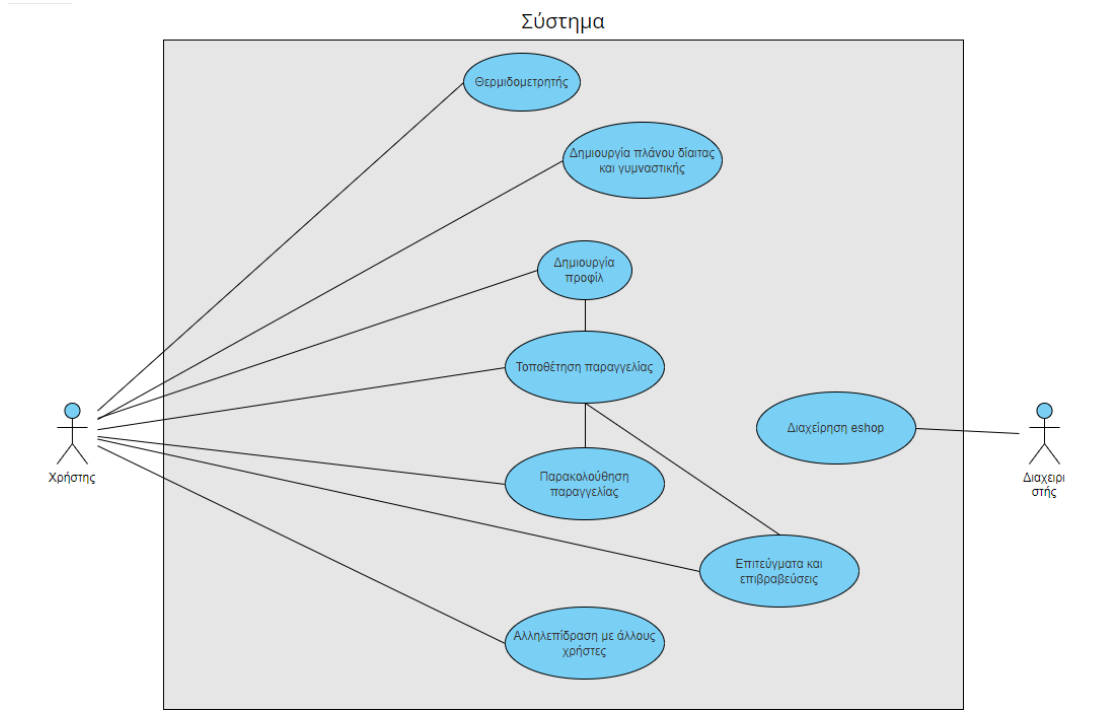 Σύστημα
Θερμιδομετρητής
Δημιουργία πλάνου δίαιτας
και γυμναστικής
Δημιουργία
προφίλ
Τοποθέτηση παραγγελίας
Διαχείρηση eshop
Χρήστης
Παρακολούθηση
παραγγελίας
Διαχειρι
στής
Επιτεύγματα και
επιβραβεύσεις
Αλληλεπίδραση με άλλους
χρήστες